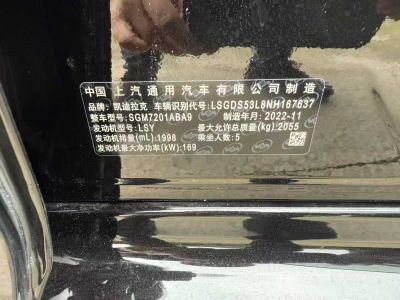 中国 上汽通用汽车有限公司制造
品牌:凯迪拉克 车辆识别代号:LSGDS53L8NH167637
整车型号:SGM7201ABA9 制造年月:2022-11
发动机型号:LSY 最大允许总质量(kg):2055
发动机排量(mL):1998 乘坐人数:5
发动机最大净功率(kW):169